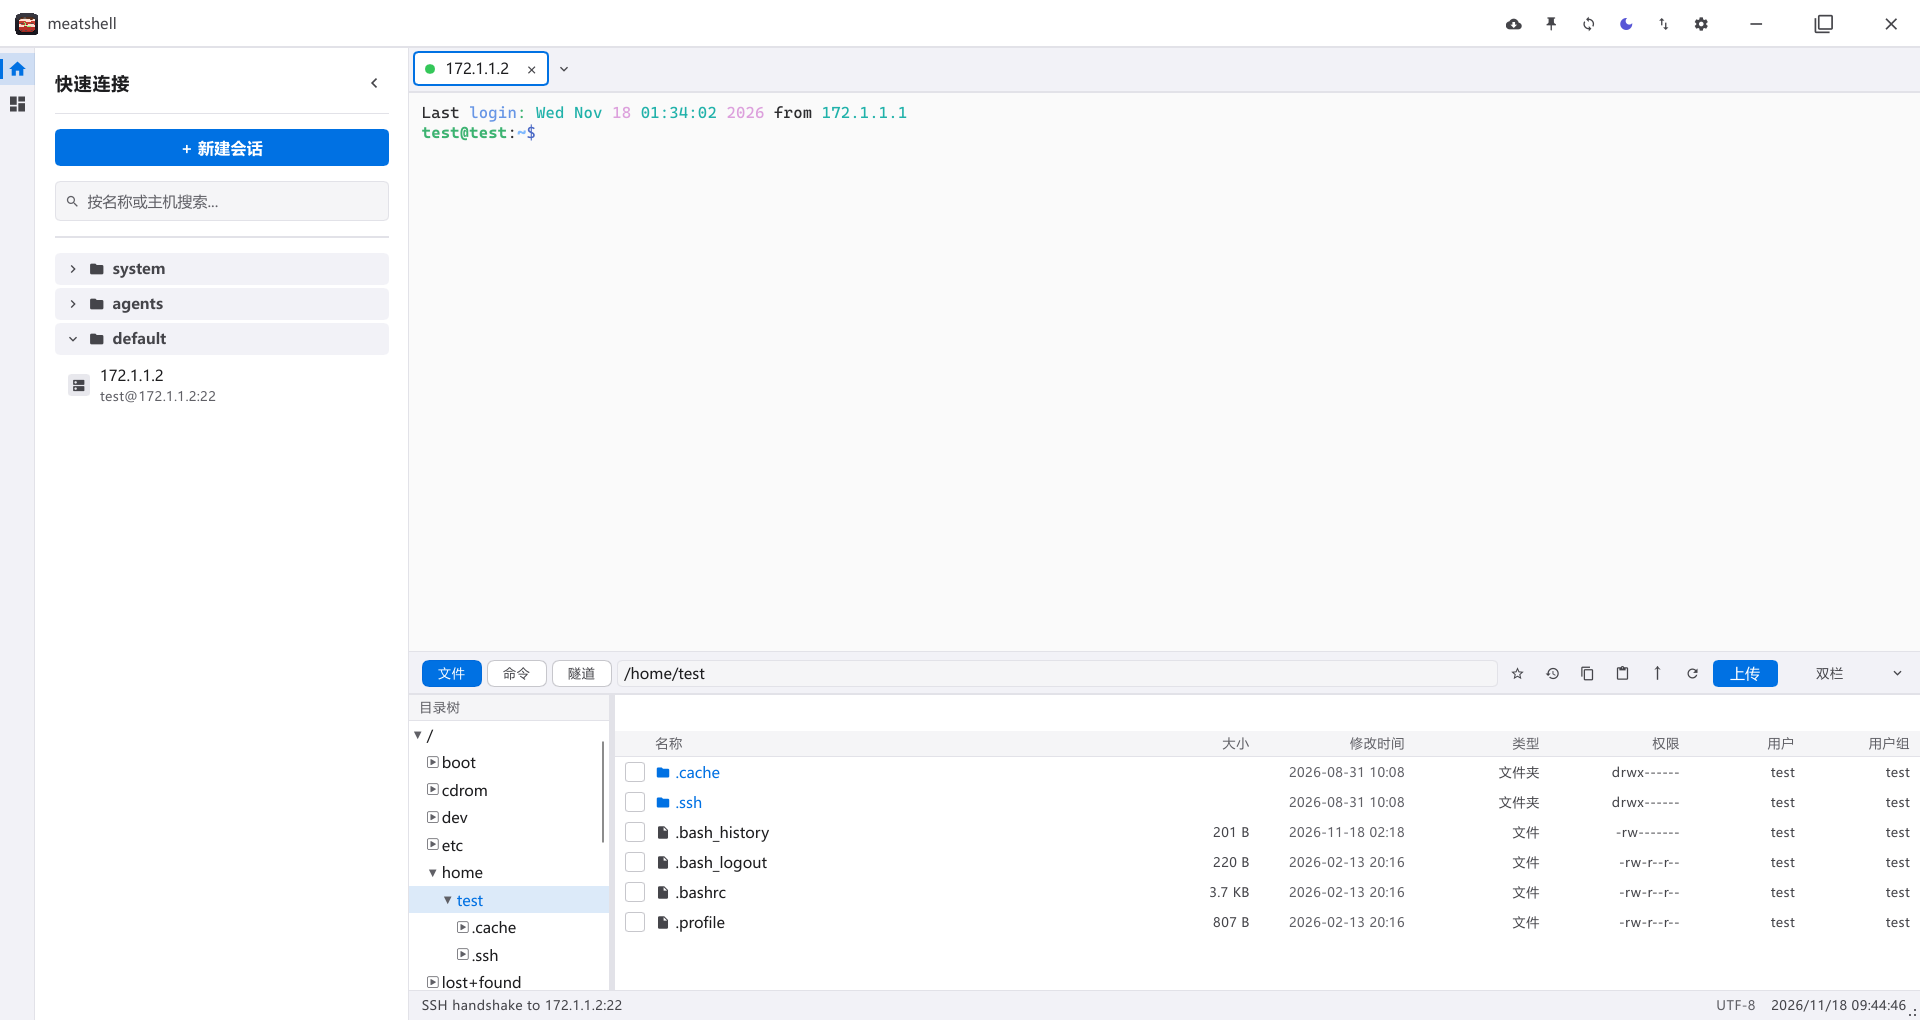 meatshell
快速连接
+ 新建会话
按名称或主机搜索...
system
agents
default
172.1.1.2
test@172.1.1.2:22
172.1.1.2
Last login: Wed Nov 18 01:34:02 2026 from 172.1.1.1
test@test:~$
文件 命令 隧道 /home/test 上传 双栏
目录树
/
boot
cdrom
dev
etc
home
test
.cache
.ssh
lost+found
名称 大小 修改时间 类型 权限 用户 用户组
.cache 2026-08-31 10:08 文件夹 drwx------ test test
.ssh 2026-08-31 10:08 文件夹 drwx------ test test
.bash_history 201 B 2026-11-18 02:18 文件 -rw------- test test
.bash_logout 220 B 2026-02-13 20:16 文件 -rw-r--r-- test test
.bashrc 3.7 KB 2026-02-13 20:16 文件 -rw-r--r-- test test
.profile 807 B 2026-02-13 20:16 文件 -rw-r--r-- test test
SSH handshake to 172.1.1.2:22
UTF-8 2026/11/18 09:44:46